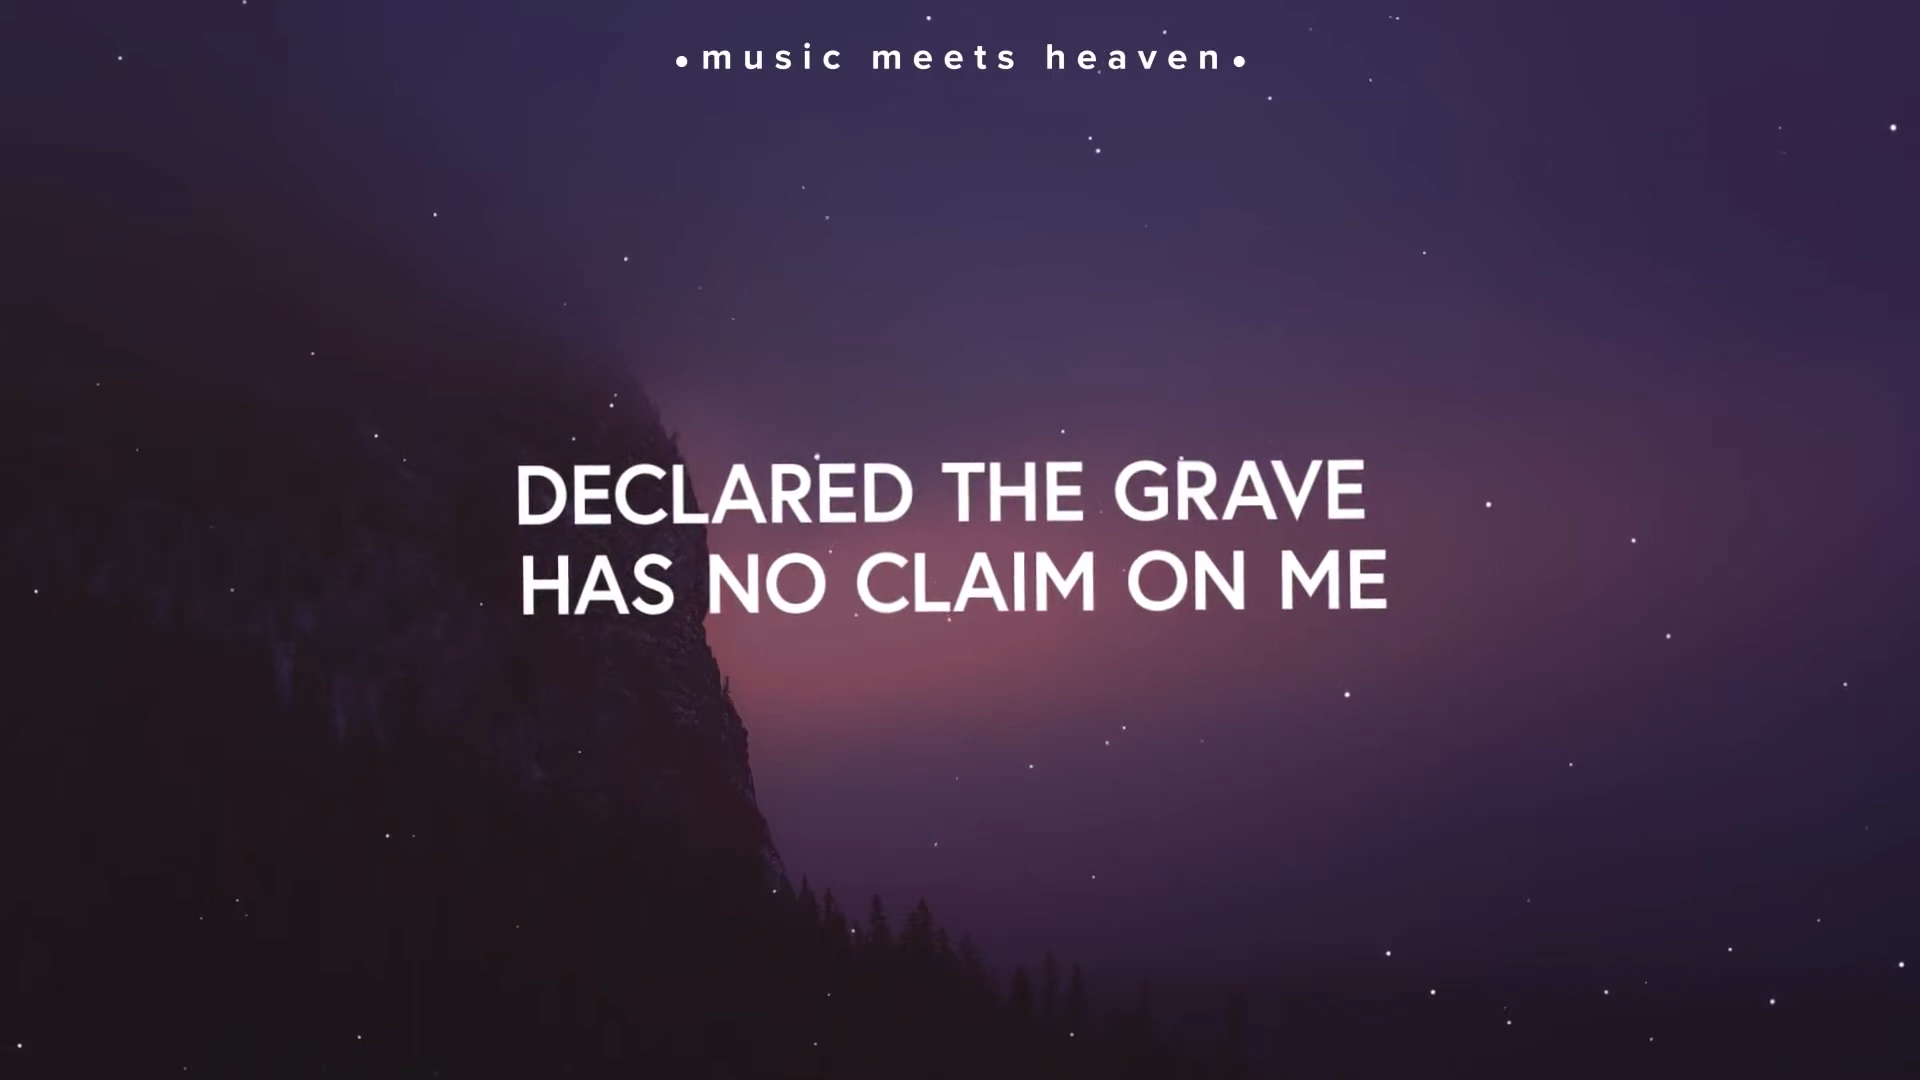 •music meets heaven•
DECLARED THE GRAVE
HAS NO CLAIM ON ME